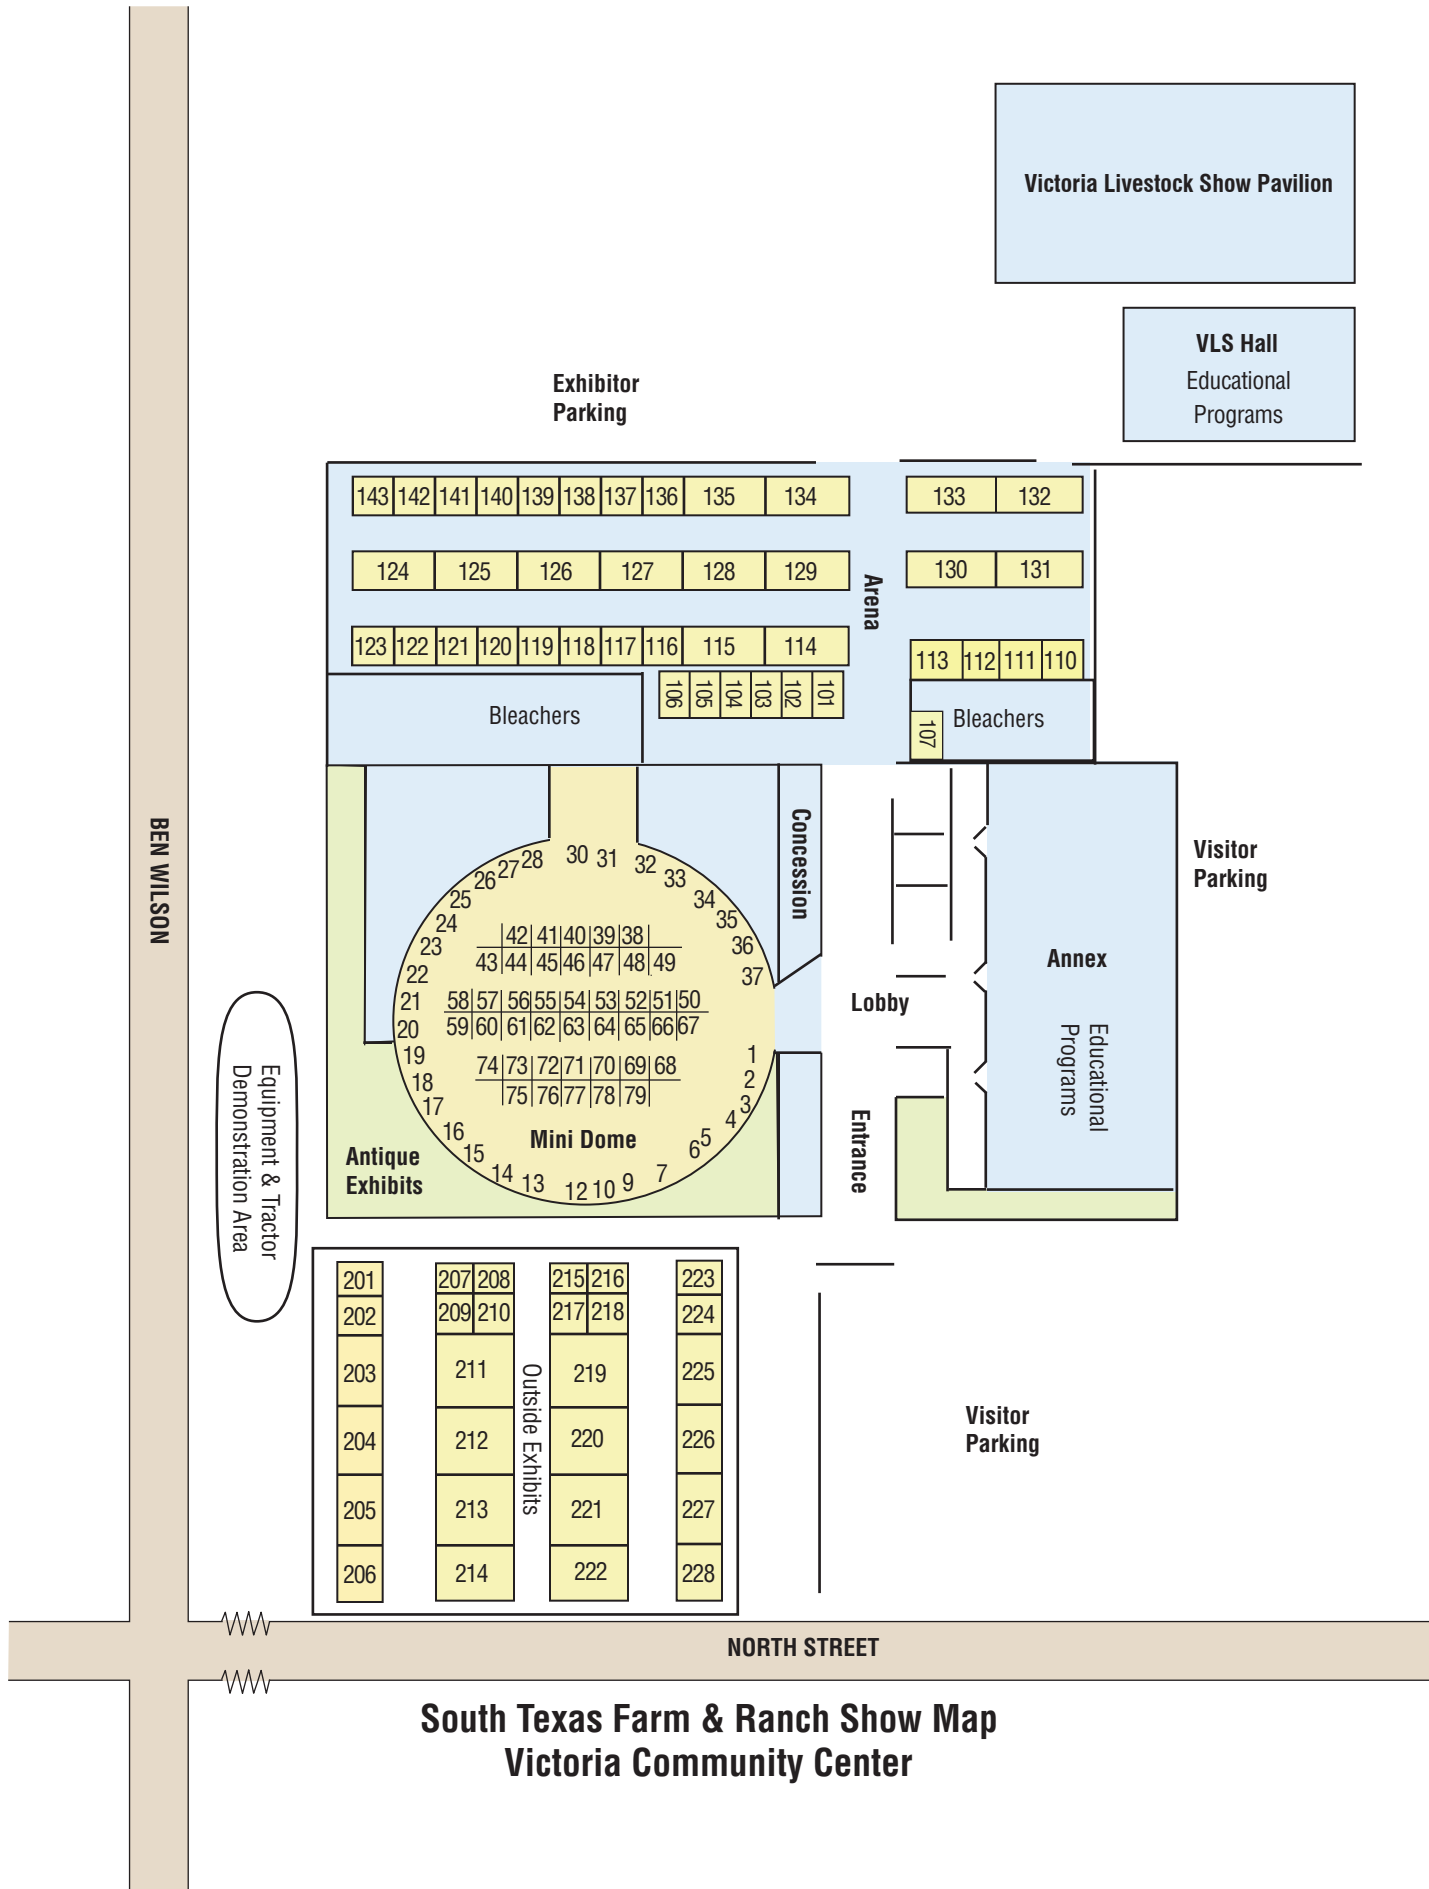 Victoria Livestock Show Pavilion
VLS Hall
Educational
Programs
Exhibitor
Parking
143 142 141 140 139 138 137 136 135 134 133 132
124 125 126 127 128 129 130 131
Arena
123 122 121 120 119 118 117 116 115 114 113 112 111 110
106 105 104 103 102 101
Bleachers
107
Bleachers
BEN WILSON
Concession
Visitor
Parking
28 30 31 32
27 33
26 34
25 35
24 36
23 37
22
21
20
19 1
18 2
17 3
16 4
15 5
14 6
13 12 10 9 7
42 41 40 39 38
43 44 45 46 47 48 49
58 57 56 55 54 53 52 51 50
59 60 61 62 63 64 65 66 67
74 73 72 71 70 69 68
75 76 77 78 79
Mini Dome
Lobby
Annex
Educational
Programs
Entrance
Antique
Exhibits
Equipment & Tractor
Demonstration Area
201 207 208 215 216 223
202 209 210 217 218 224
203 211 219 225
204 212 220 226
205 213 221 227
206 214 222 228
Outside Exhibits
Visitor
Parking
NORTH STREET
South Texas Farm & Ranch Show Map
Victoria Community Center